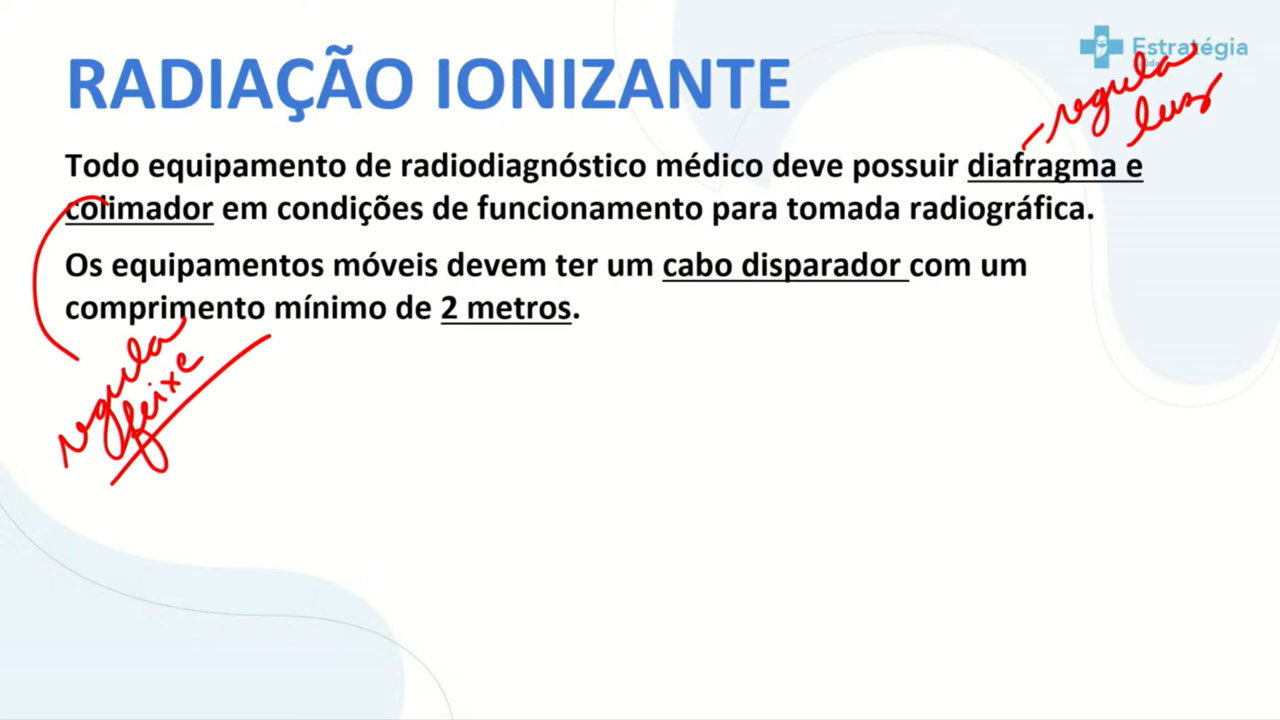 RADIAÇÃO IONIZANTE
Estratégia
regula
luz
Todo equipamento de radiodiagnóstico médico deve possuir diafragma e
colimador em condições de funcionamento para tomada radiográfica.
Os equipamentos móveis devem ter um cabo disparador com um
comprimento mínimo de 2 metros.
regula
feixe